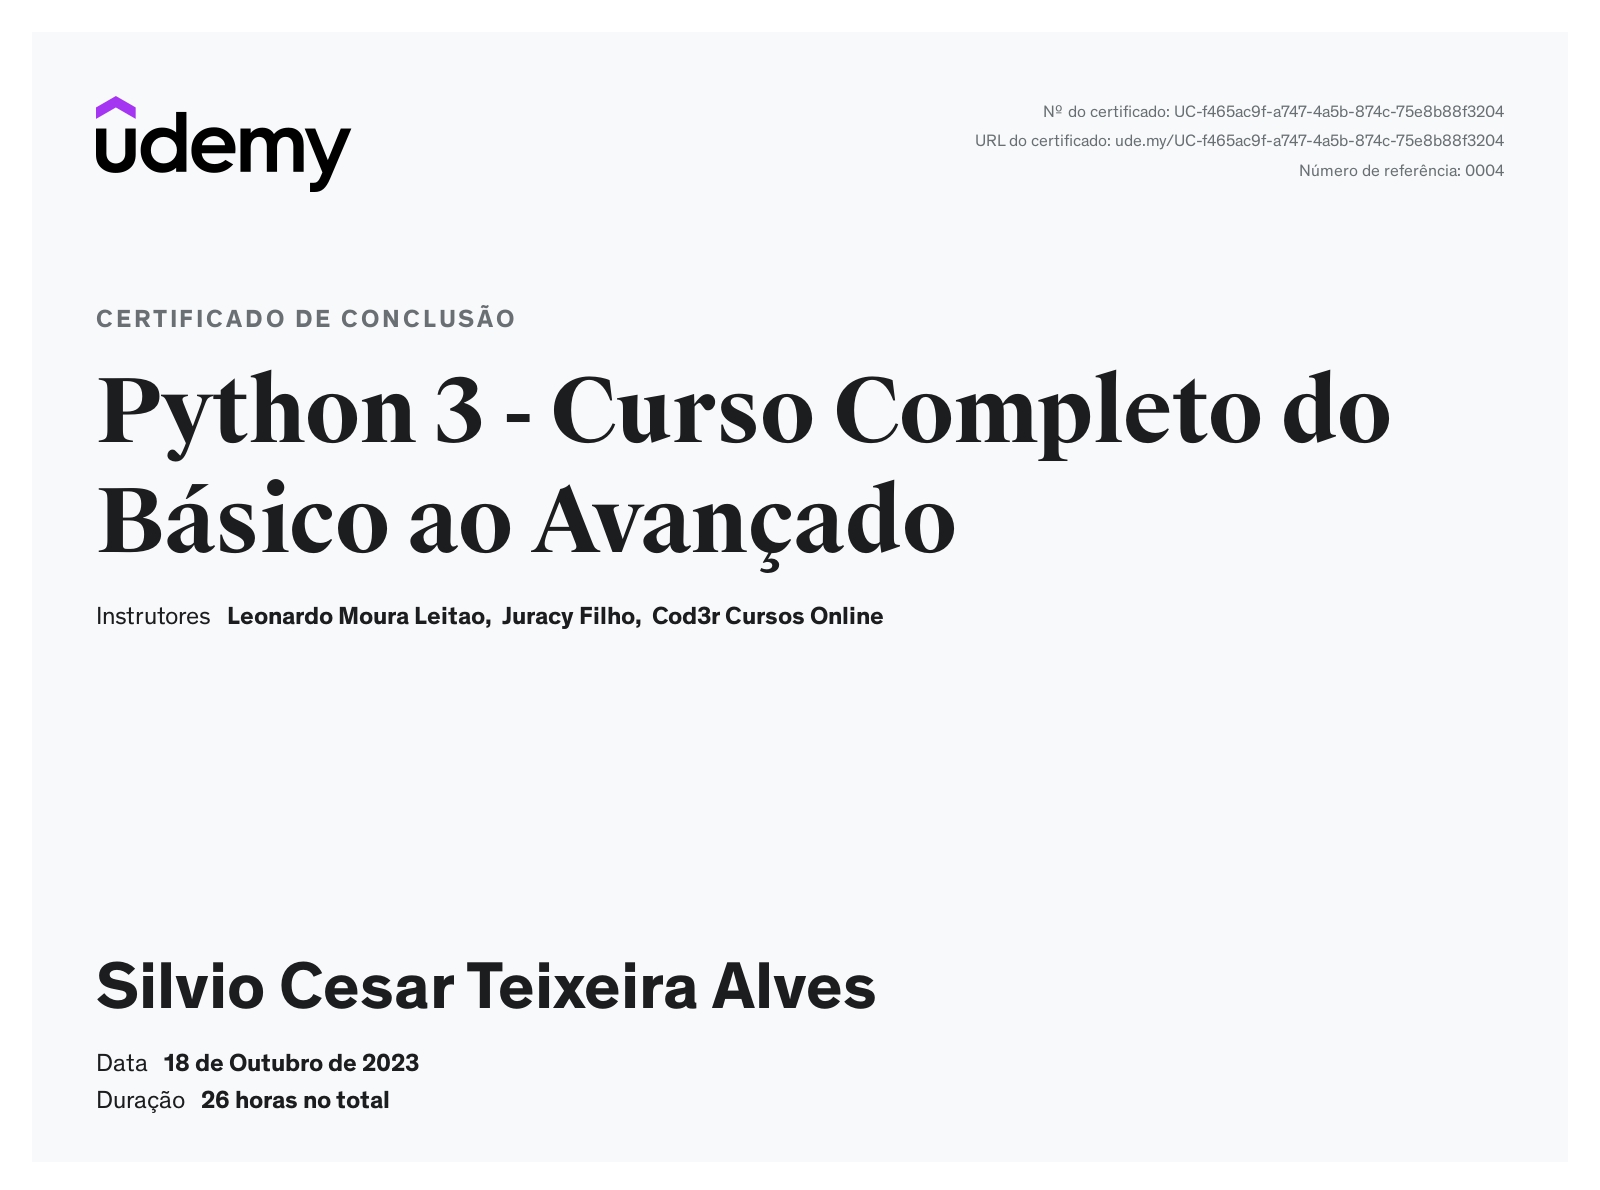 udemy
Nº do certificado: UC-f465ac9f-a747-4a5b-874c-75e8b88f3204
URL do certificado: ude.my/UC-f465ac9f-a747-4a5b-874c-75e8b88f3204
Número de referência: 0004
CERTIFICADO DE CONCLUSÃO
Python 3 - Curso Completo do
Básico ao Avançado
Instrutores Leonardo Moura Leitao, Juracy Filho, Cod3r Cursos Online
Silvio Cesar Teixeira Alves
Data 18 de Outubro de 2023
Duração 26 horas no total